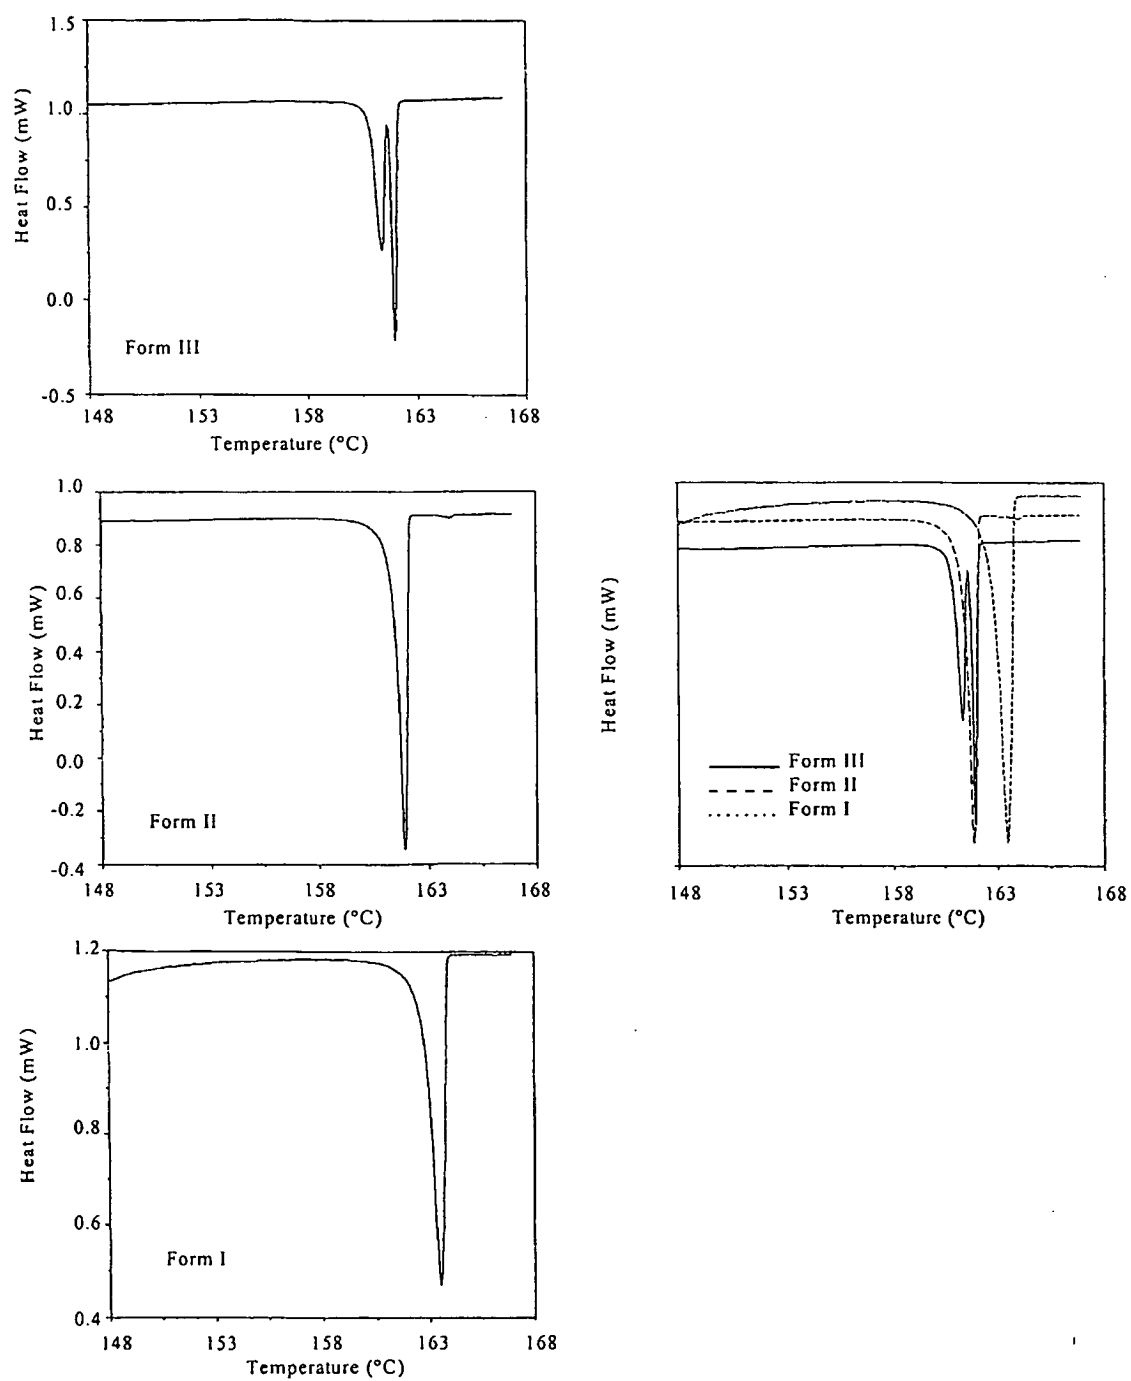 1.5
1.0
0.5
0.0
-0.5
Heat Flow (mW)
Form III
148 153 158 163 168
Temperature (°C)
1.0
0.8
0.6
0.4
0.2
0.0
-0.2
-0.4
Heat Flow (mW)
Form II
148 153 158 163 168
Temperature (°C)
Heat Flow (mW)
Form III
Form II
Form I
148 153 158 163 168
Temperature (°C)
1.2
1.0
0.8
0.6
0.4
Heat Flow (mW)
Form I
148 153 158 163 168
Temperature (°C)